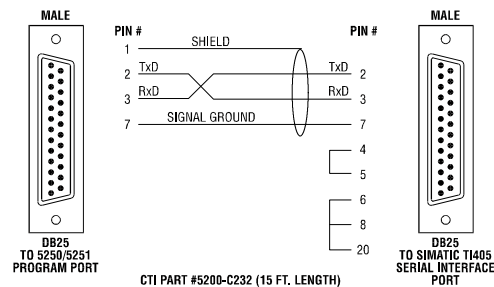 MALE
MALE
PIN #
PIN #
1 SHIELD
2 TxD TxD 2
3 RxD RxD 3
7 SIGNAL GROUND 7
4
5
6
8
20
DB25
TO 5250/5251
PROGRAM PORT
DB25
TO SIMATIC TI405
SERIAL INTERFACE
PORT
CTI PART #5200-C232 (15 FT. LENGTH)